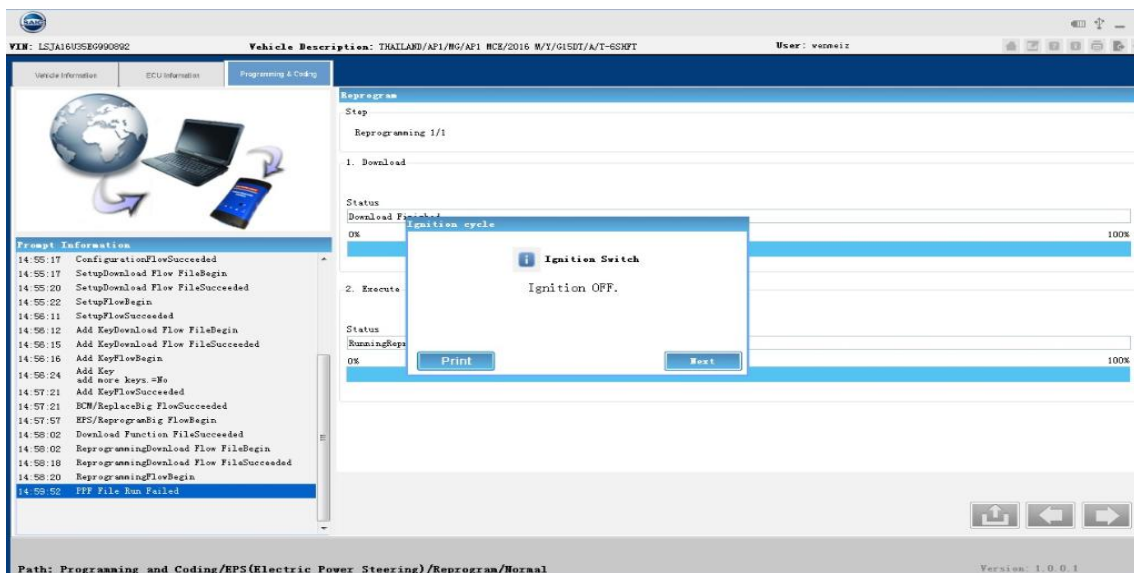 SAIC
VIN: LSJA16U35EG990892 Vehicle Description: THAILAND/AP1/MG/AP1 MCE/2016 M/Y/G15DT/A/T-6SHFT User: wenmeiz
Vehicle Information ECU Information Programming & Coding
Reprogram
Step
Reprogramming 1/1
1. Download
Status
Download Finished
0% 100%
Ignition cycle
Ignition Switch
Ignition OFF.
Print Next
2. Execute
Status
0% 100%
Prompt Information
14:55:17 ConfigurationFlowSucceeded
14:55:17 SetupDownload Flow FileBegin
14:55:20 SetupDownload Flow FileSucceeded
14:55:22 SetupFlowBegin
14:56:11 SetupFlowSucceeded
14:56:12 Add KeyDownload Flow FileBegin
14:56:15 Add KeyDownload Flow FileSucceeded
14:56:16 Add KeyFlowBegin
14:56:24 Add Key
add more keys.=No
14:57:21 Add KeyFlowSucceeded
14:57:21 BCM/ReplaceBig FlowSucceeded
14:57:57 EPS/ReprogramBig FlowBegin
14:58:02 Download Function FileSucceeded
14:58:02 ReprogrammingDownload Flow FileBegin
14:58:18 ReprogrammingDownload Flow FileSucceeded
14:58:20 ReprogrammingFlowBegin
14:59:52 PPF File Run Failed
Path: Programming and Coding/EPS(Electric Power Steering)/Reprogram/Normal Version: 1.0.0.1